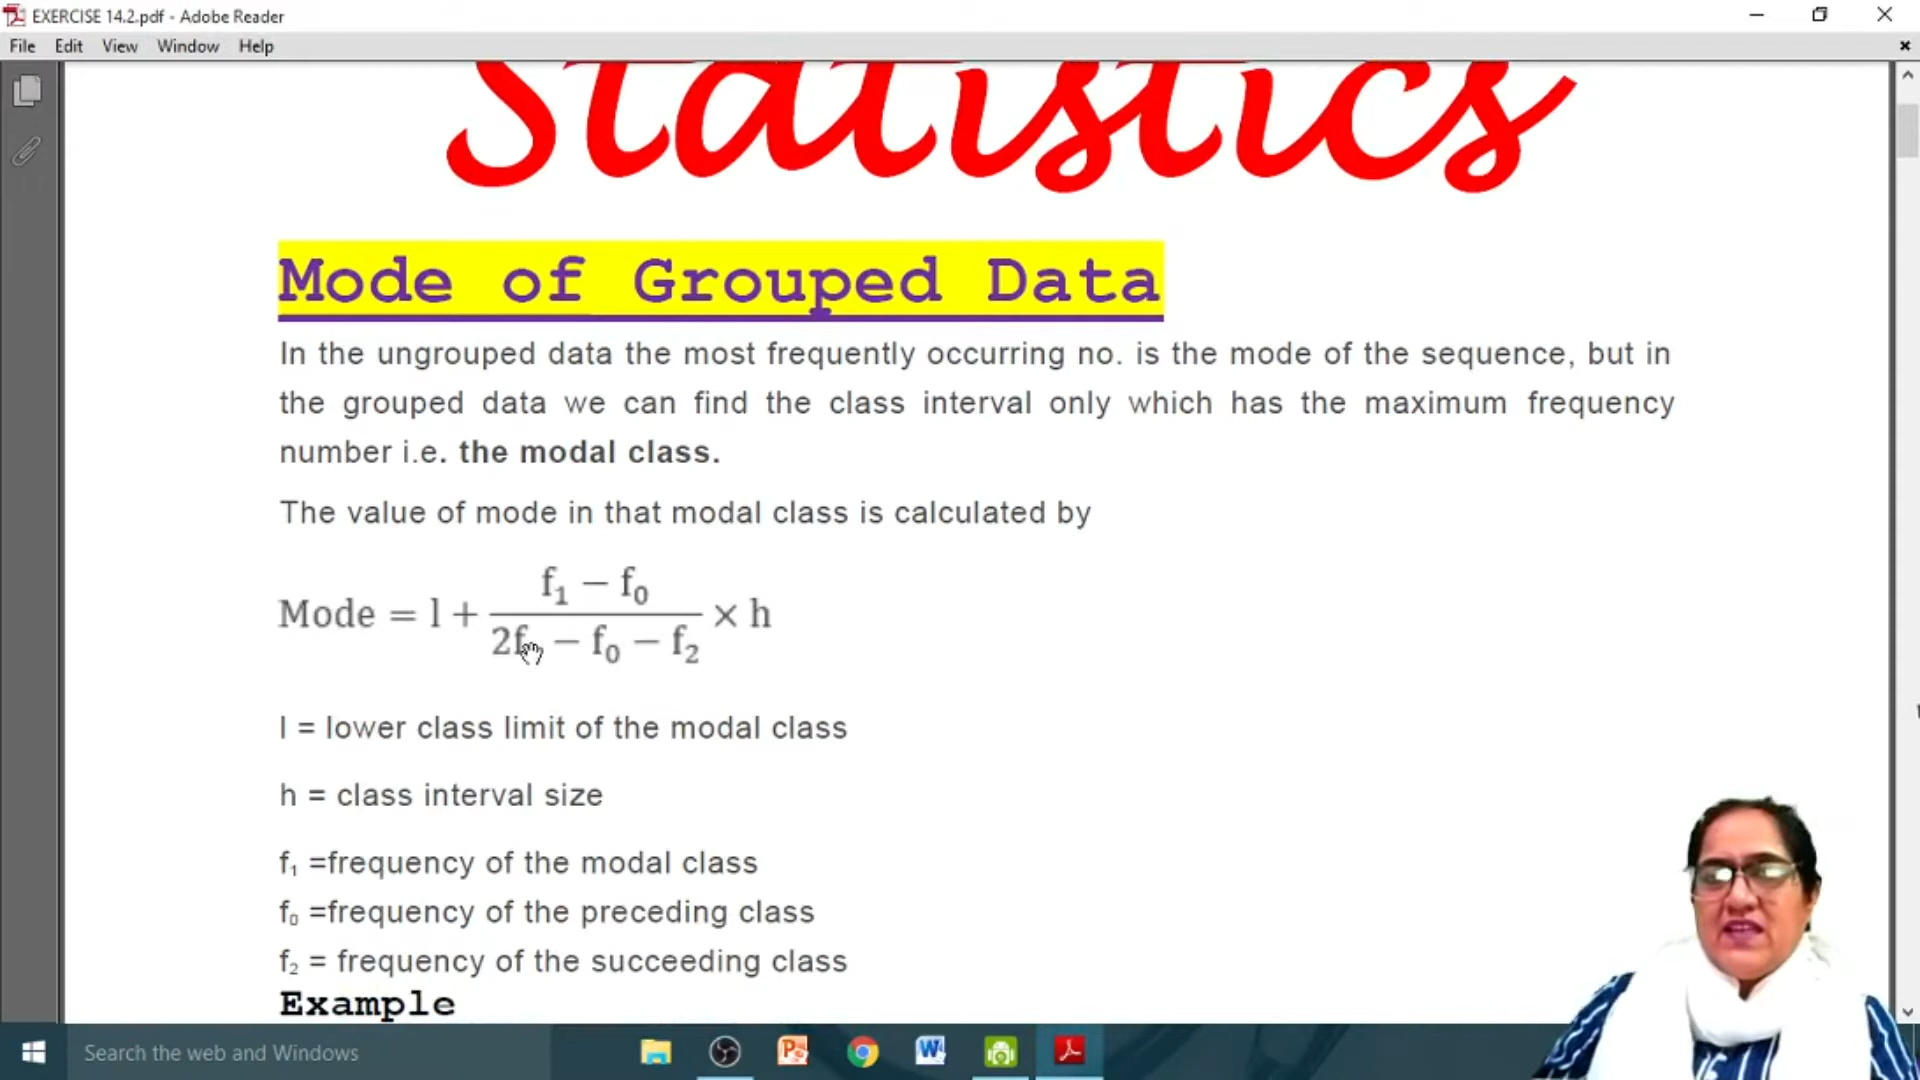 EXERCISE 14.2.pdf - Adobe Reader
File Edit View Window Help
Statistics
Mode of Grouped Data
In the ungrouped data the most frequently occurring no. is the mode of the sequence, but in
the grouped data we can find the class interval only which has the maximum frequency
number i.e. the modal class.
The value of mode in that modal class is calculated by
Mode = l + (f₁ − f₀) / (2f − f₀ − f₂) × h
l = lower class limit of the modal class
h = class interval size
f₁ =frequency of the modal class
f₀ =frequency of the preceding class
f₂ = frequency of the succeeding class
Example
Search the web and Windows